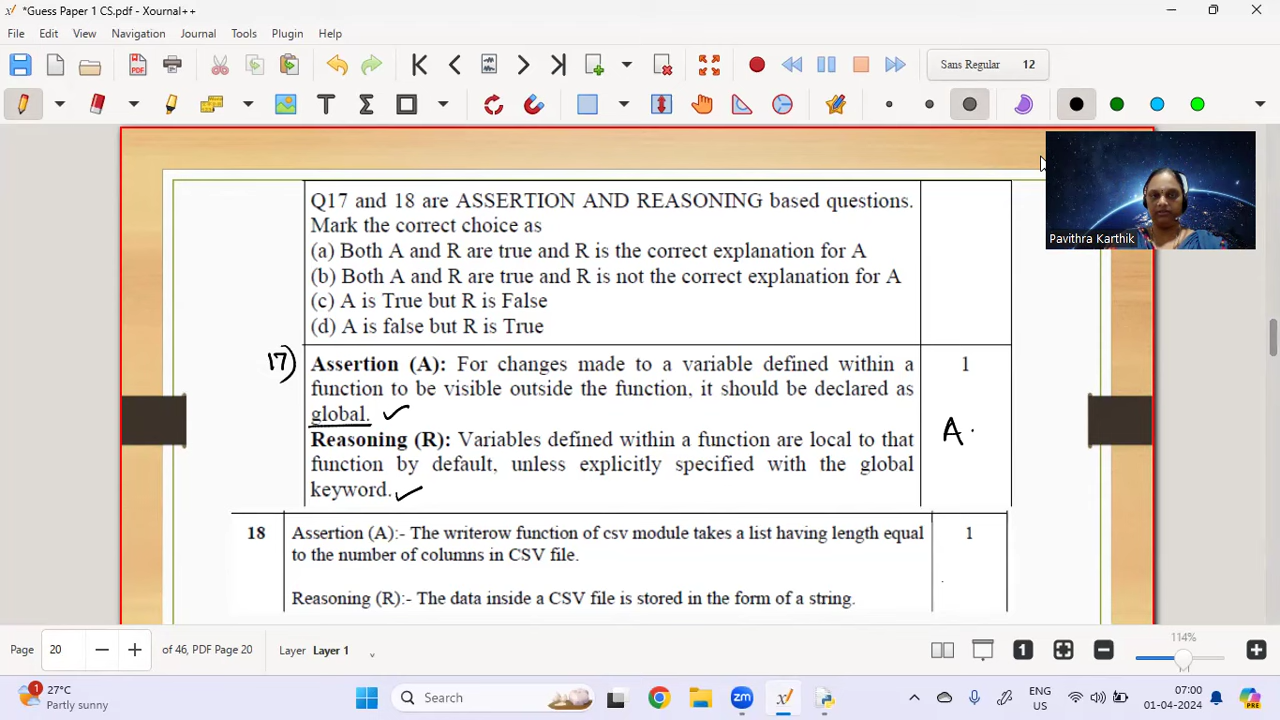 *Guess Paper 1 CS.pdf - Xournal++
File Edit View Navigation Journal Tools Plugin Help
Sans Regular 12
Pavithra Karthik
Q17 and 18 are ASSERTION AND REASONING based questions.
Mark the correct choice as
(a) Both A and R are true and R is the correct explanation for A
(b) Both A and R are true and R is not the correct explanation for A
(c) A is True but R is False
(d) A is false but R is True
17) Assertion (A): For changes made to a variable defined within a 1
function to be visible outside the function, it should be declared as
global.
A.
Reasoning (R): Variables defined within a function are local to that
function by default, unless explicitly specified with the global
keyword.
18 Assertion (A):- The writerow function of csv module takes a list having length equal 1
to the number of columns in CSV file.
Reasoning (R):- The data inside a CSV file is stored in the form of a string.
Page 20 of 46, PDF Page 20 Layer Layer 1 114%
1 27°C Partly sunny Search ENG US 07:00 01-04-2024 PRE